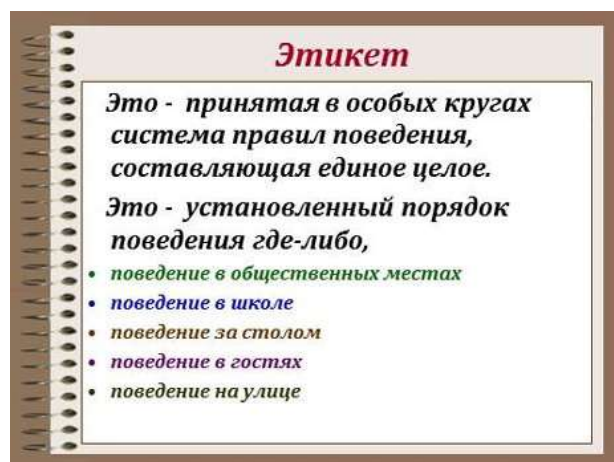 Этикет
Это - принятая в особых кругах
система правил поведения,
составляющая единое целое.
Это - установленный порядок
поведения где-либо,
• поведение в общественных местах
• поведение в школе
• поведение за столом
• поведение в гостях
• поведение на улице